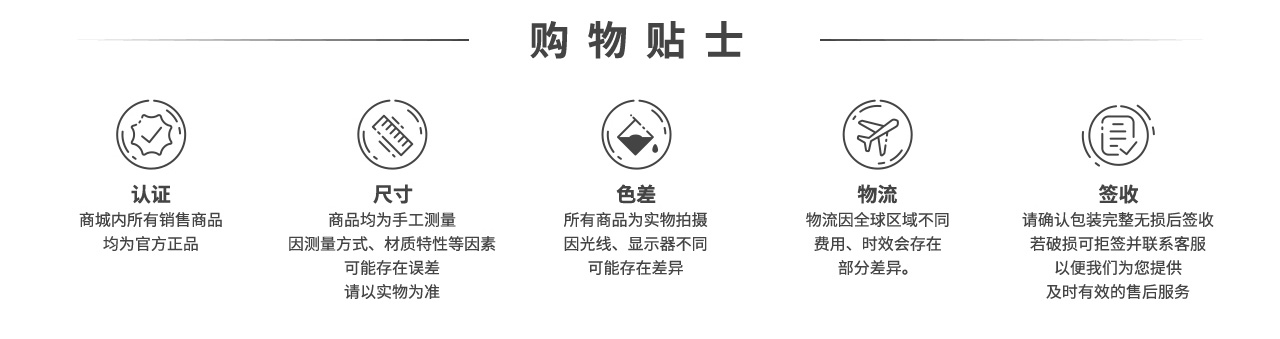 购物贴士
认证
商城内所有销售商品
均为官方正品
尺寸
商品均为手工测量
因测量方式、材质特性等因素
可能存在误差
请以实物为准
色差
所有商品为实物拍摄
因光线、显示器不同
可能存在差异
物流
物流因全球区域不同
费用、时效会存在
部分差异。
签收
请确认包装完整无损后签收
若破损可拒签并联系客服
以便我们为您提供
及时有效的售后服务